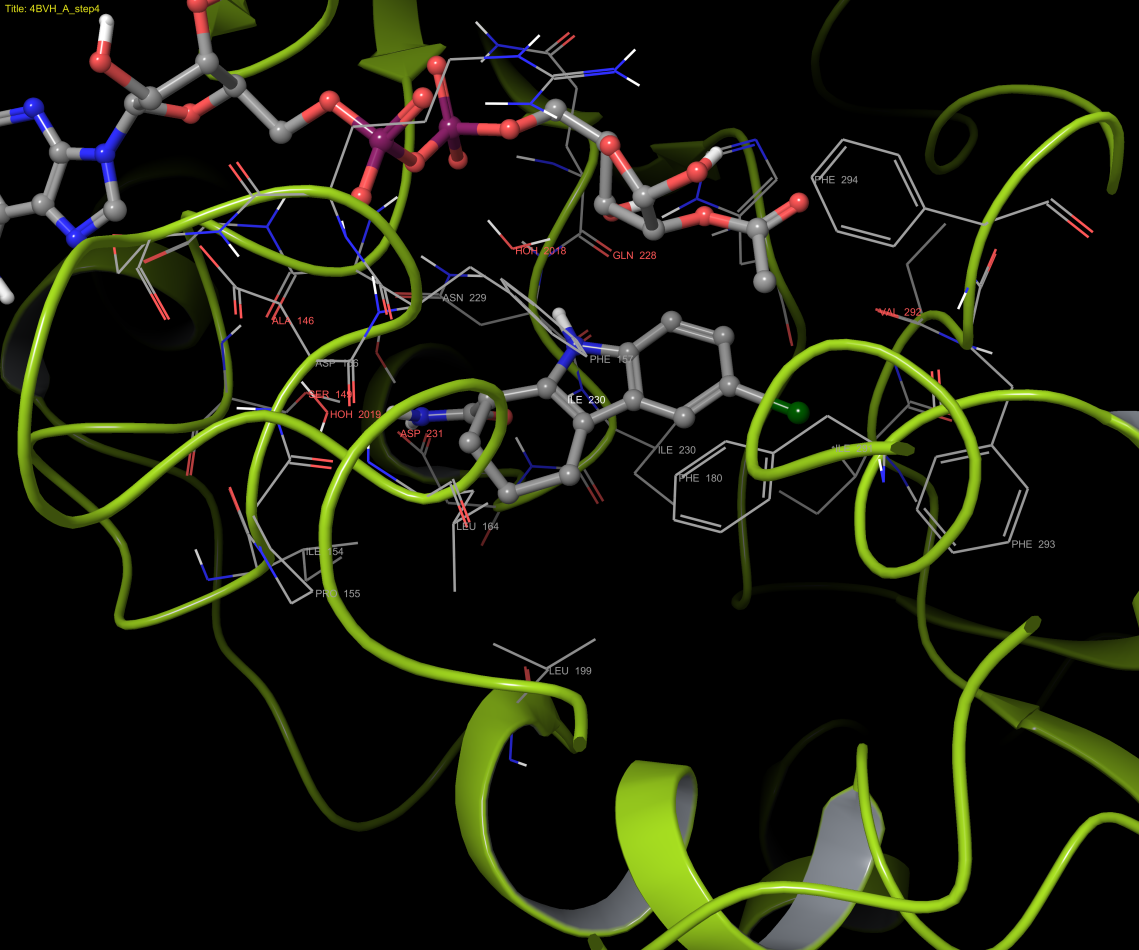 Title: 4BVH_A_step4
PHE 294
HOH 2018
GLN 228
ASN 229
VAL 292
ALA 146
PHE 157
ASP 156
SER 149
ILE 230
HOH 2019
ASP 231
ILE 230
PHE 180
LEU 164
PHE 293
ILE 154
PRO 155
LEU 199